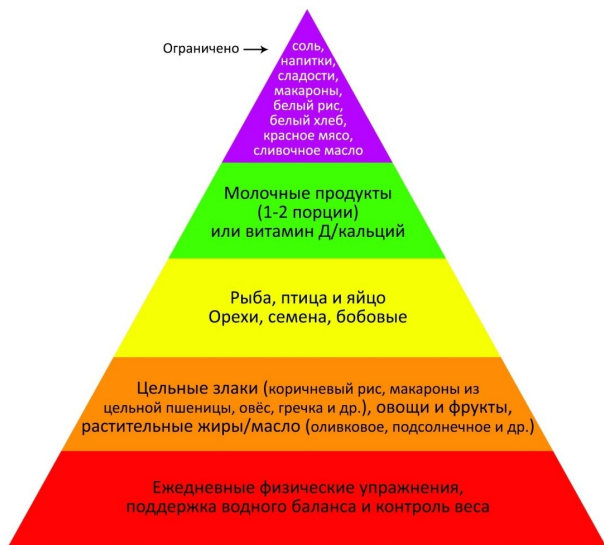 Ограничено
соль,
напитки,
сладости,
макароны,
белый рис,
белый хлеб,
красное мясо,
сливочное масло
Молочные продукты
(1-2 порции)
или витамин Д/кальций
Рыба, птица и яйцо
Орехи, семена, бобовые
Цельные злаки (коричневый рис, макароны из
цельной пшеницы, овёс, гречка и др.), овощи и фрукты,
растительные жиры/масло (оливковое, подсолнечное и др.)
Ежедневные физические упражнения,
поддержка водного баланса и контроль веса